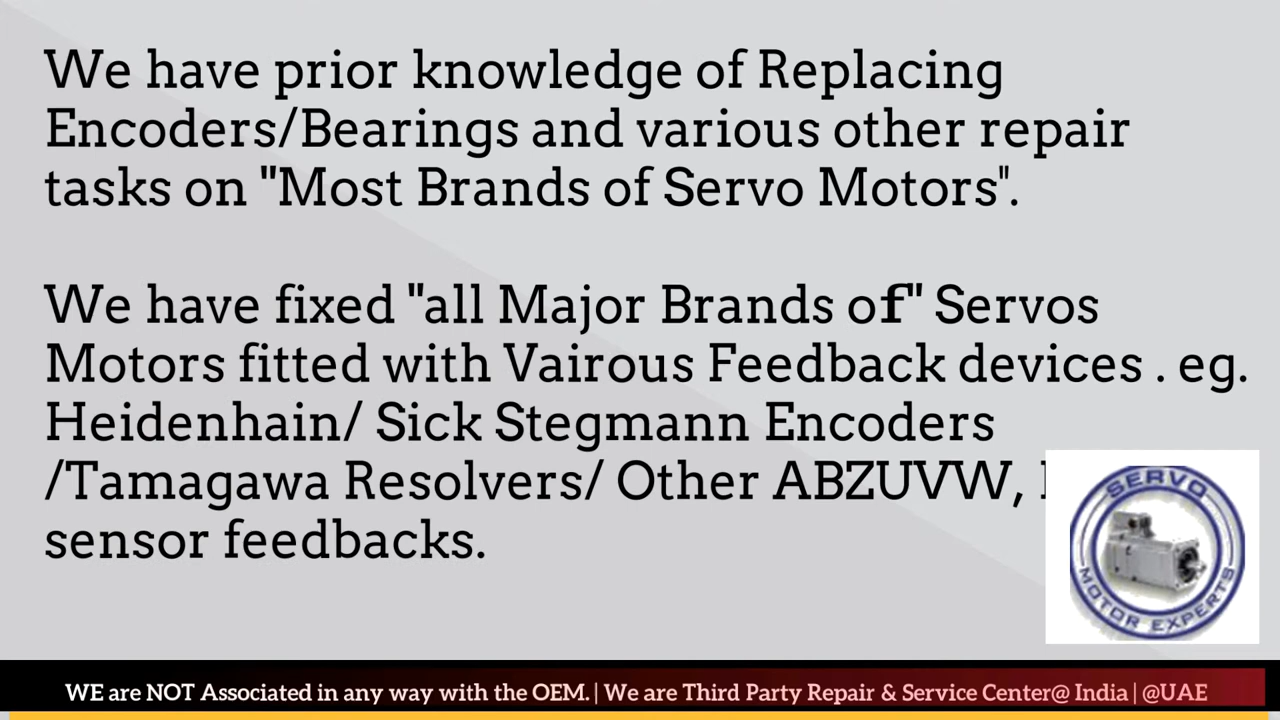 We have prior knowledge of Replacing
Encoders/Bearings and various other repair
tasks on "Most Brands of Servo Motors".
We have fixed "all Major Brands of" Servos
Motors fitted with Vairous Feedback devices . eg.
Heidenhain/ Sick Stegmann Encoders
/Tamagawa Resolvers/ Other ABZUVW,
sensor feedbacks.
SERVO
MOTOR EXPERTS
WE are NOT Associated in any way with the OEM. | We are Third Party Repair & Service Center@ India | @UAE